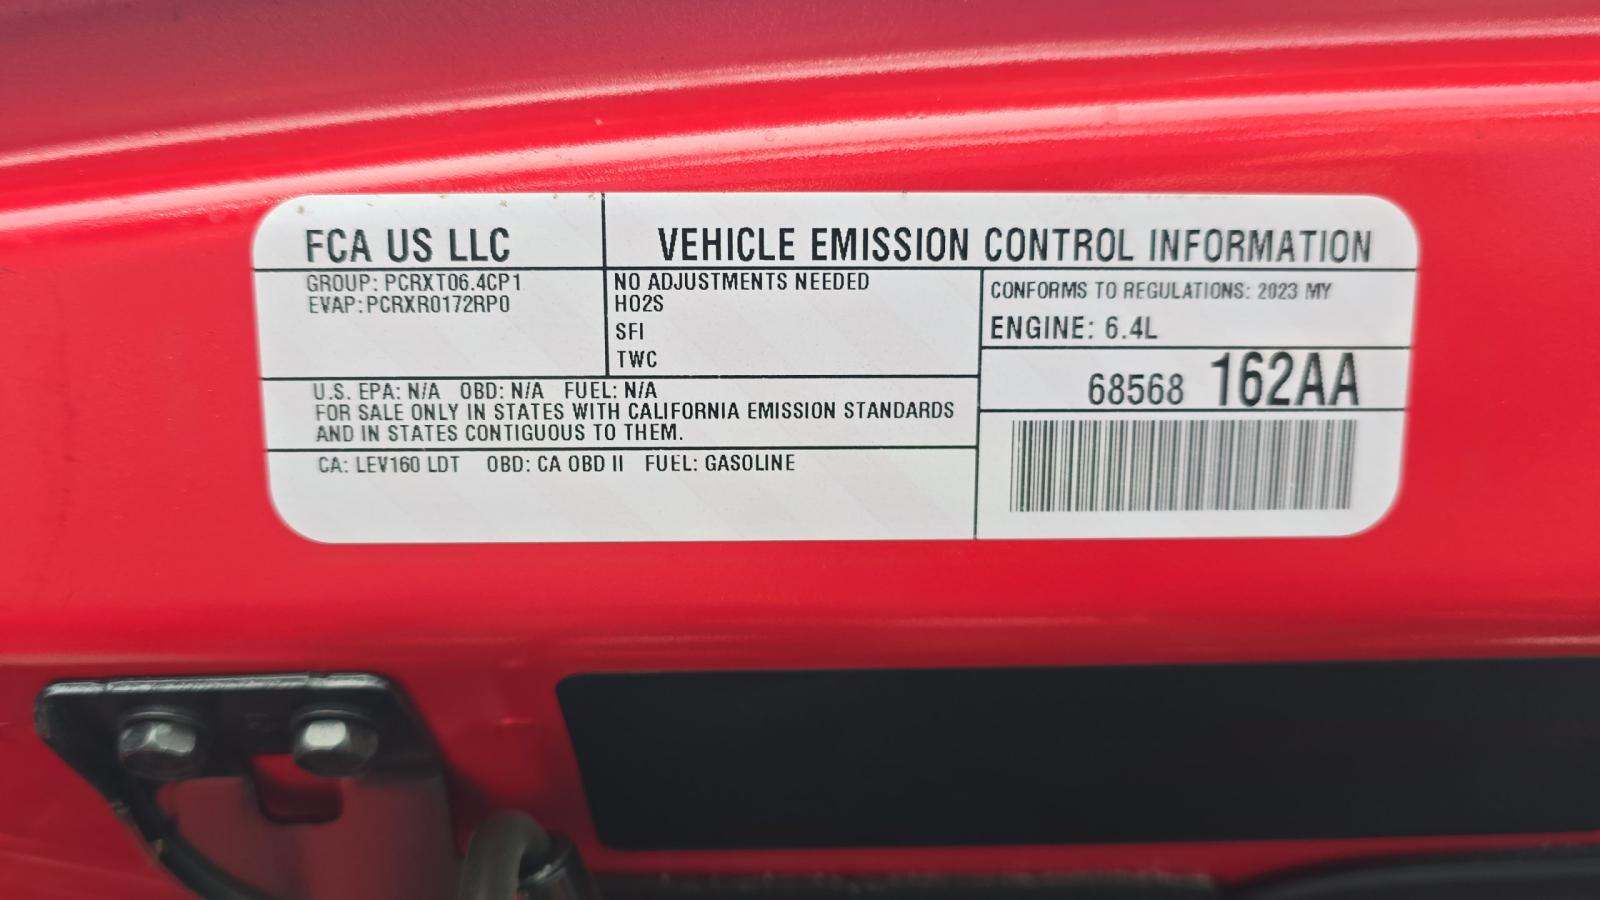 FCA US LLC
VEHICLE EMISSION CONTROL INFORMATION
GROUP: PCRXT06.4CP1
EVAP:PCRXR0172RP0
NO ADJUSTMENTS NEEDED
HO2S
SFI
TWC
CONFORMS TO REGULATIONS: 2023 MY
ENGINE: 6.4L
68568 162AA
U.S. EPA: N/A OBD: N/A FUEL: N/A
FOR SALE ONLY IN STATES WITH CALIFORNIA EMISSION STANDARDS
AND IN STATES CONTIGUOUS TO THEM.
CA: LEV160 LDT OBD: CA OBD II FUEL: GASOLINE